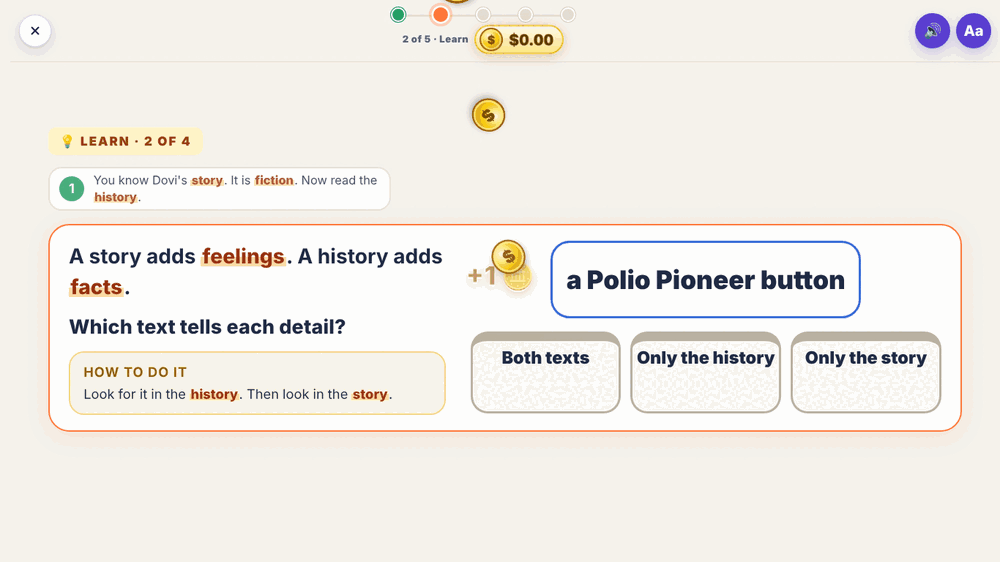 2 of 5 · Learn
$0.00
Aa
LEARN · 2 OF 4
1
You know Dovi's story. It is fiction. Now read the
history.
A story adds feelings. A history adds
facts.
Which text tells each detail?
HOW TO DO IT
Look for it in the history. Then look in the story.
+1
a Polio Pioneer button
Both texts
Only the history
Only the story